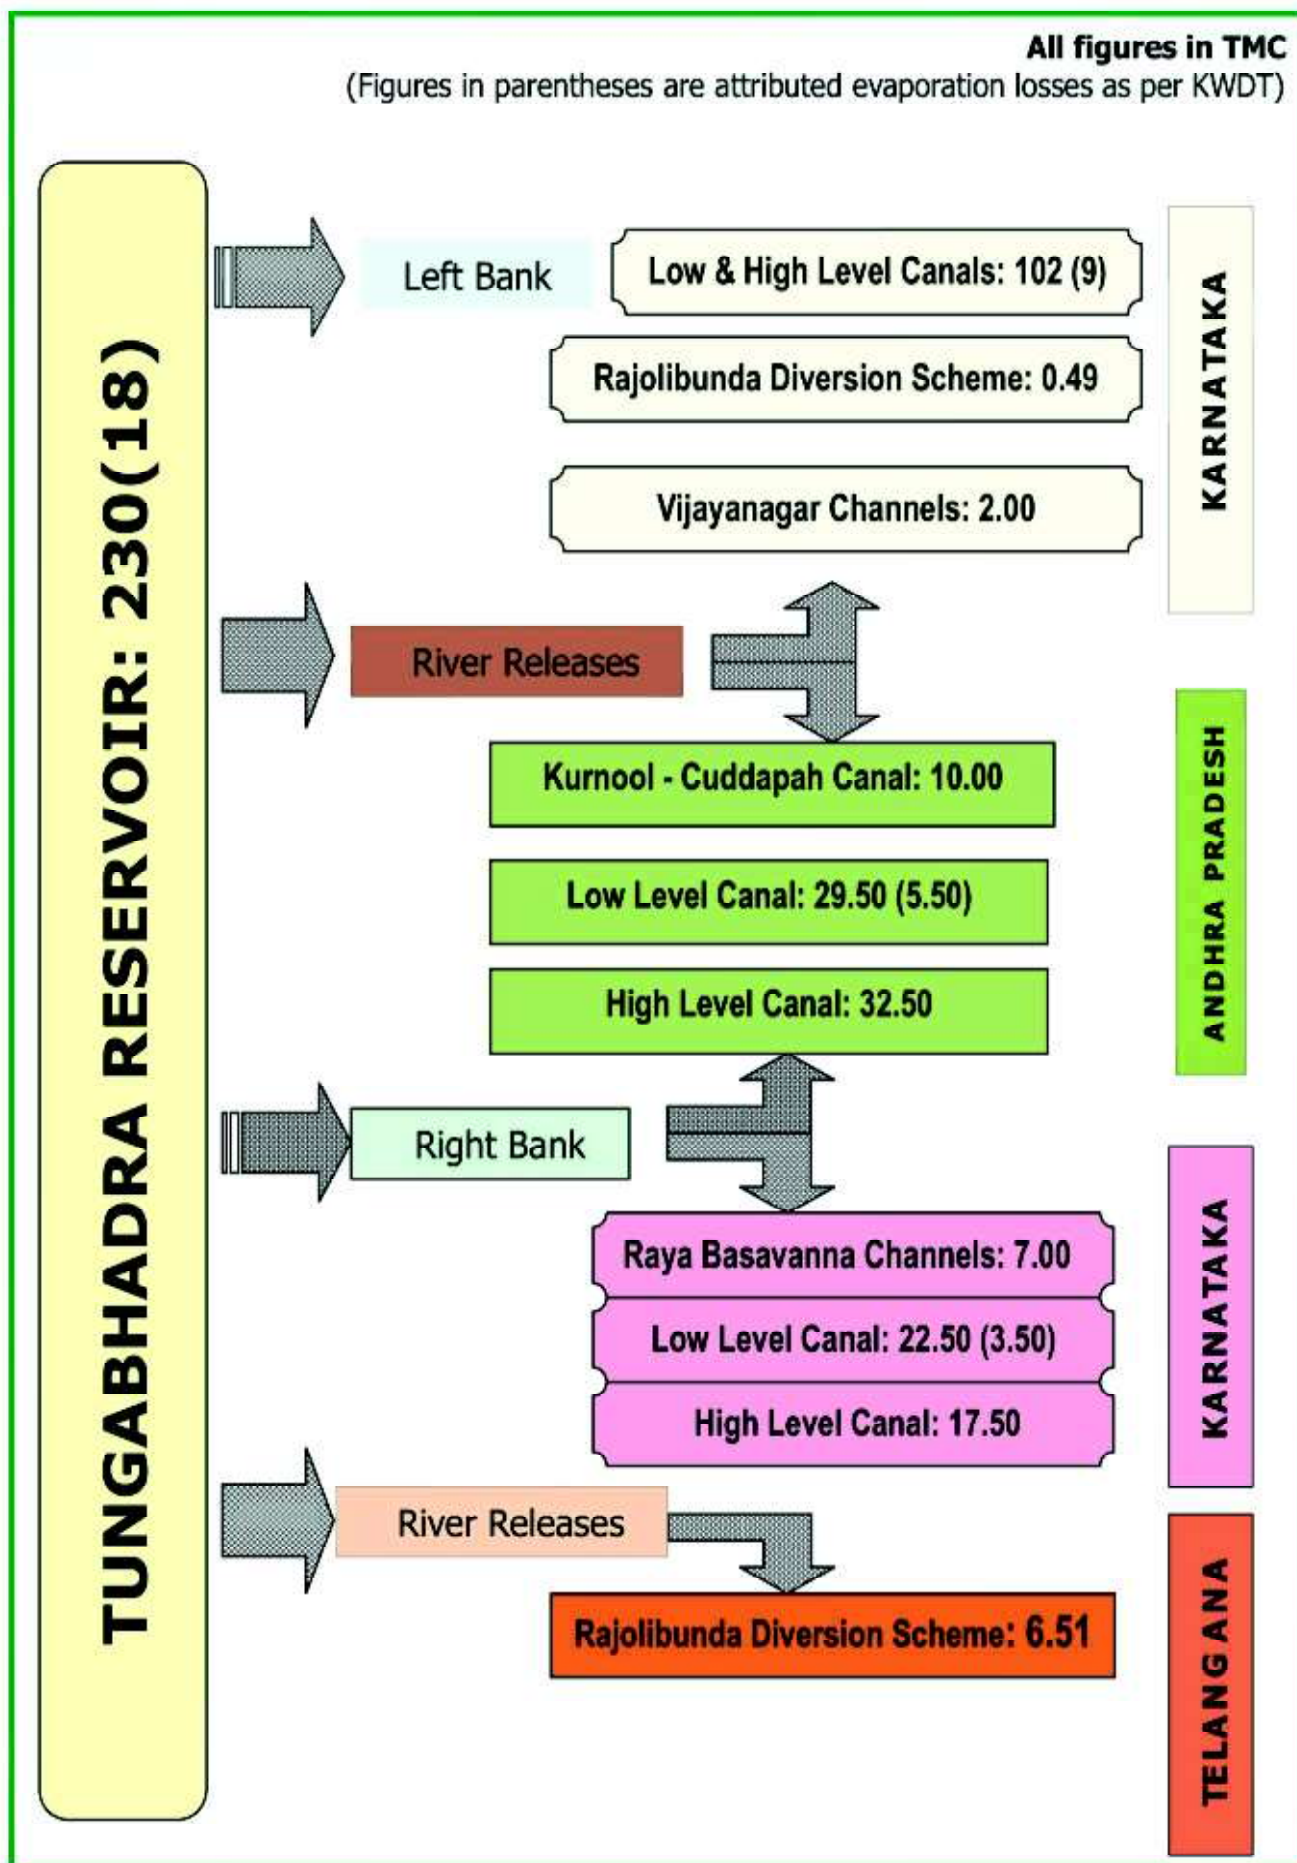 All figures in TMC
(Figures in parentheses are attributed evaporation losses as per KWDT)
TUNGABHADRA RESERVOIR: 230(18)
Left Bank
Low & High Level Canals: 102 (9)
Rajolibunda Diversion Scheme: 0.49
Vijayanagar Channels: 2.00
KARNATAKA
River Releases
Kurnool - Cuddapah Canal: 10.00
Low Level Canal: 29.50 (5.50)
High Level Canal: 32.50
ANDHRA PRADESH
Right Bank
Raya Basavanna Channels: 7.00
Low Level Canal: 22.50 (3.50)
High Level Canal: 17.50
KARNATAKA
River Releases
Rajolibunda Diversion Scheme: 6.51
TELANGANA